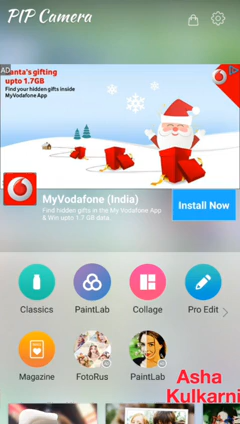 PIP Camera
AD
Santa's gifting
upto 1.7GB
Find your hidden gifts inside
MyVodafone App
MyVodafone (India)
Find hidden gifts in the My Vodafone App
& Win upto 1.7 GB data.
Install Now
Classics
PaintLab
Collage
Pro Edit
Magazine
FotoRus
PaintLab
Asha
Kulkarni